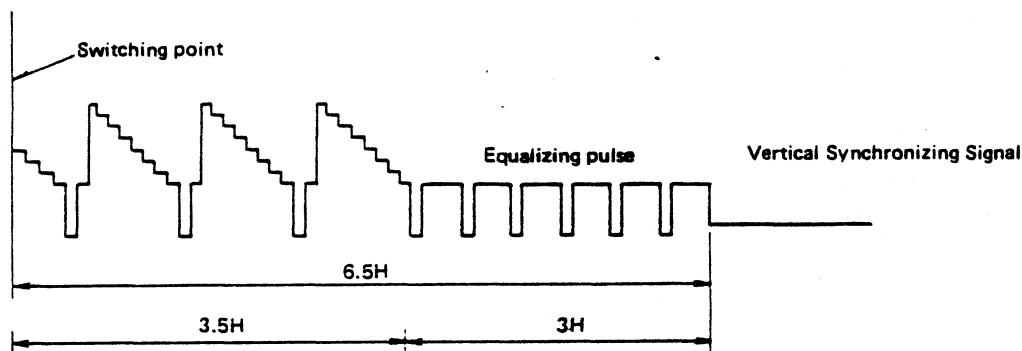 Switching point
Equalizing pulse
Vertical Synchronizing Signal
6.5H
3.5H
3H